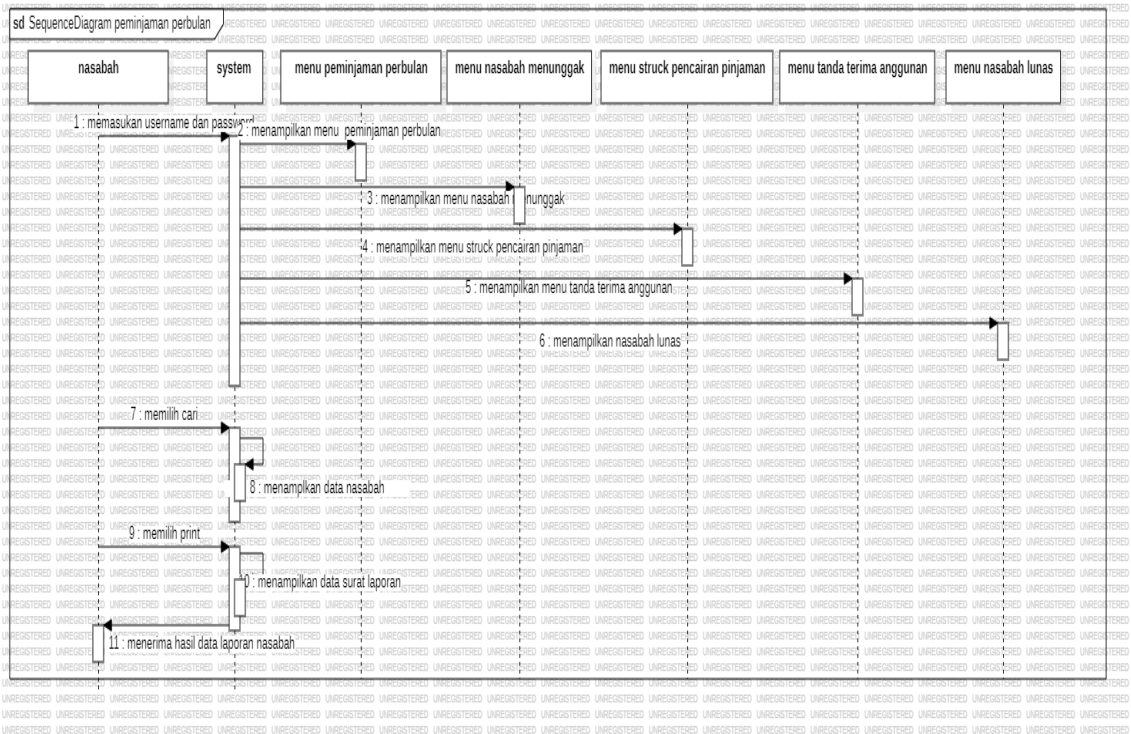 sd SequenceDiagram peminjaman perbulan
nasabah
system
menu peminjaman perbulan
menu nasabah menunggak
menu struck pencairan pinjaman
menu tanda terima anggunan
menu nasabah lunas
1 : memasukan username dan password
2 : menampilkan menu peminjaman perbulan
3 : menampilkan menu nasabah menunggak
4 : menampilkan menu struck pencairan pinjaman
5 : menampilkan menu tanda terima anggunan
6 : menampilkan nasabah lunas
7 : memilih cari
8 : menamplkan data nasabah
9 : memilih print
10 : menampilkan data surat laporan
11 : menerima hasil data laporan nasabah
UNREGISTERED